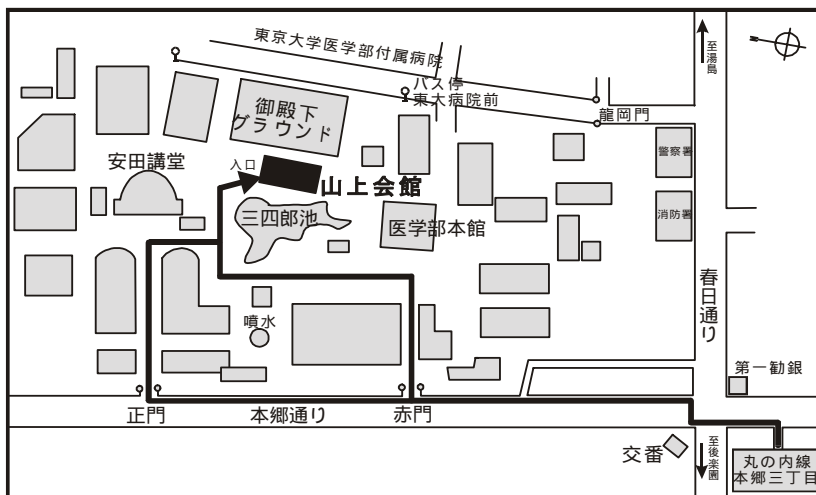 東京大学医学部付属病院
至湯島
バス停
東大病院前
龍岡門
御殿下
グラウンド
警察署
安田講堂
入口
山上会館
消防署
三四郎池
医学部本館
春日通り
噴水
第一勧銀
正門
本郷通り
赤門
交番
至後楽園
丸の内線
本郷三丁目